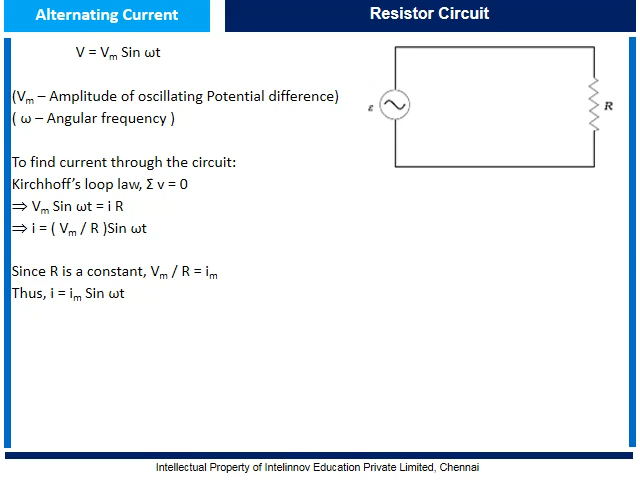 Alternating Current
Resistor Circuit
V = Vm Sin ωt
(Vm – Amplitude of oscillating Potential difference)
( ω – Angular frequency )
ε
R
To find current through the circuit:
Kirchhoff's loop law, Σ v = 0
⇒ Vm Sin ωt = i R
⇒ i = ( Vm / R )Sin ωt
Since R is a constant, Vm / R = im
Thus, i = im Sin ωt
Intellectual Property of Intelinnov Education Private Limited, Chennai